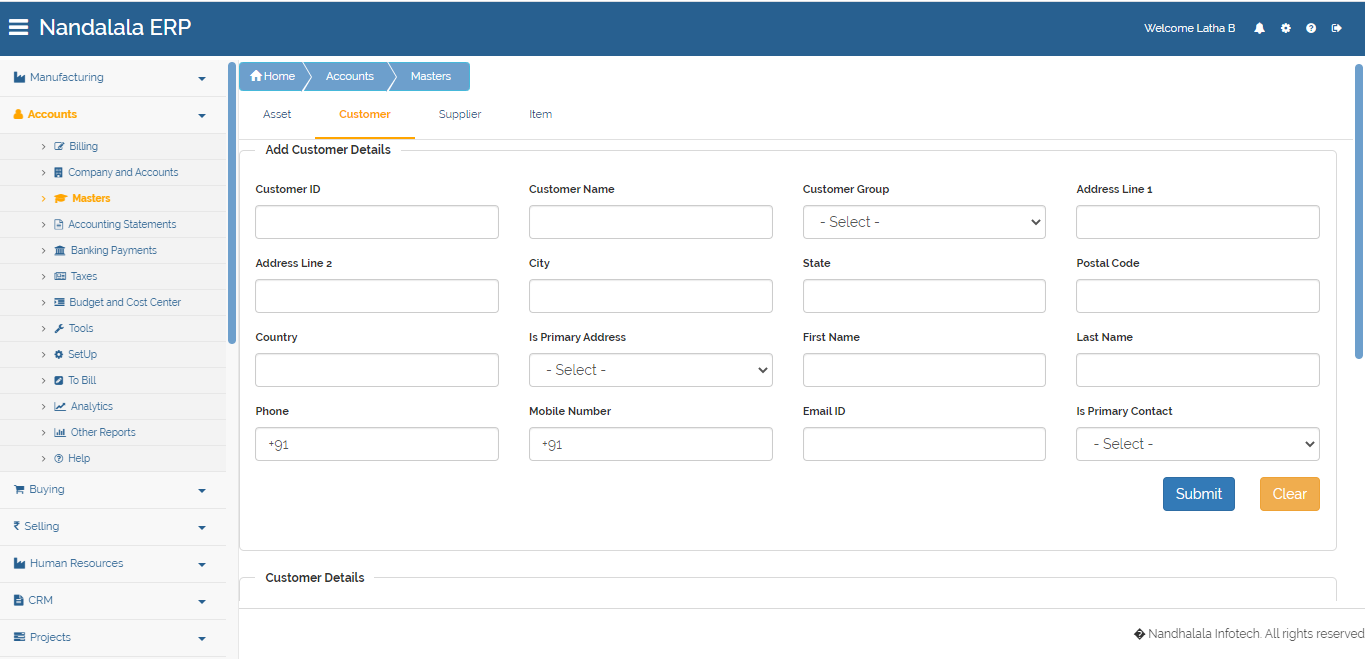 Nandalala ERP
Welcome Latha B
Manufacturing
Accounts
Billing
Company and Accounts
Masters
Accounting Statements
Banking Payments
Taxes
Budget and Cost Center
Tools
SetUp
To Bill
Analytics
Other Reports
Help
Buying
Selling
Human Resources
CRM
Projects
Home Accounts Masters
Asset Customer Supplier Item
Add Customer Details
Customer ID Customer Name Customer Group Address Line 1
- Select -
Address Line 2 City State Postal Code
Country Is Primary Address First Name Last Name
- Select -
Phone Mobile Number Email ID Is Primary Contact
+91 +91 - Select -
Submit Clear
Customer Details
� Nandhalala Infotech. All rights reserved